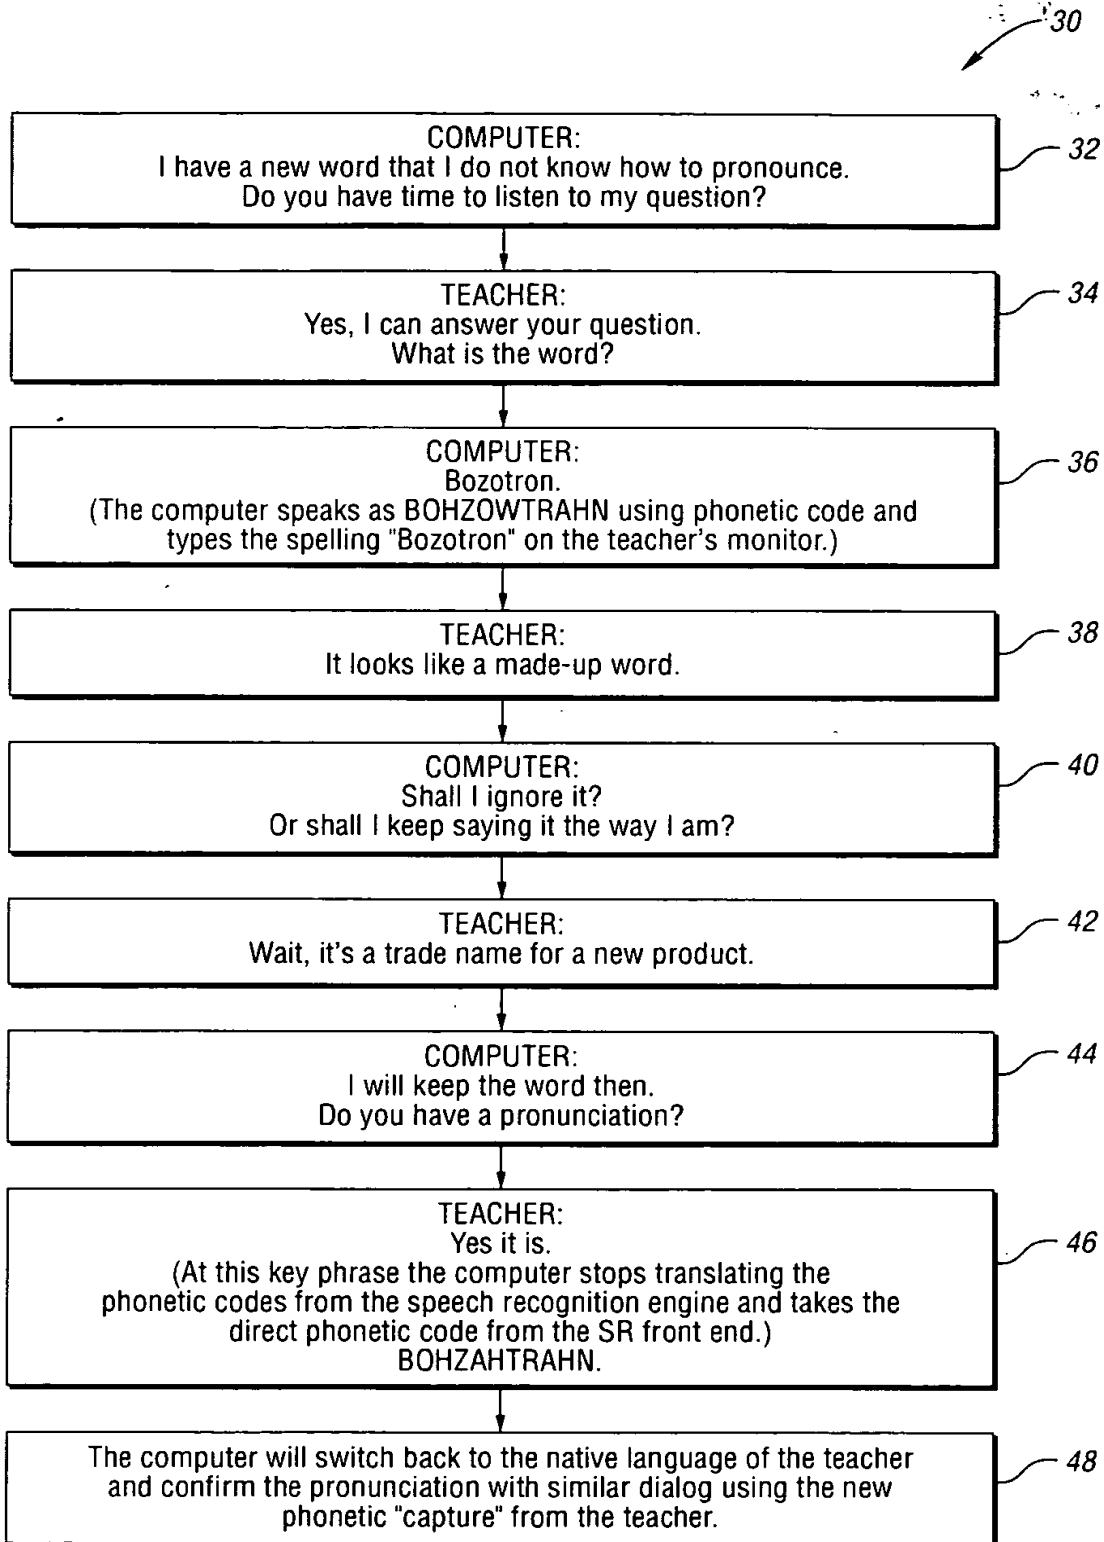 30
COMPUTER:
I have a new word that I do not know how to pronounce.
Do you have time to listen to my question?
32
TEACHER:
Yes, I can answer your question.
What is the word?
34
COMPUTER:
Bozotron.
(The computer speaks as BOHZOWTRAHN using phonetic code and
types the spelling "Bozotron" on the teacher's monitor.)
36
TEACHER:
It looks like a made-up word.
38
COMPUTER:
Shall I ignore it?
Or shall I keep saying it the way I am?
40
TEACHER:
Wait, it's a trade name for a new product.
42
COMPUTER:
I will keep the word then.
Do you have a pronunciation?
44
TEACHER:
Yes it is.
(At this key phrase the computer stops translating the
phonetic codes from the speech recognition engine and takes the
direct phonetic code from the SR front end.)
BOHZAHTRAHN.
46
The computer will switch back to the native language of the teacher
and confirm the pronunciation with similar dialog using the new
phonetic "capture" from the teacher.
48